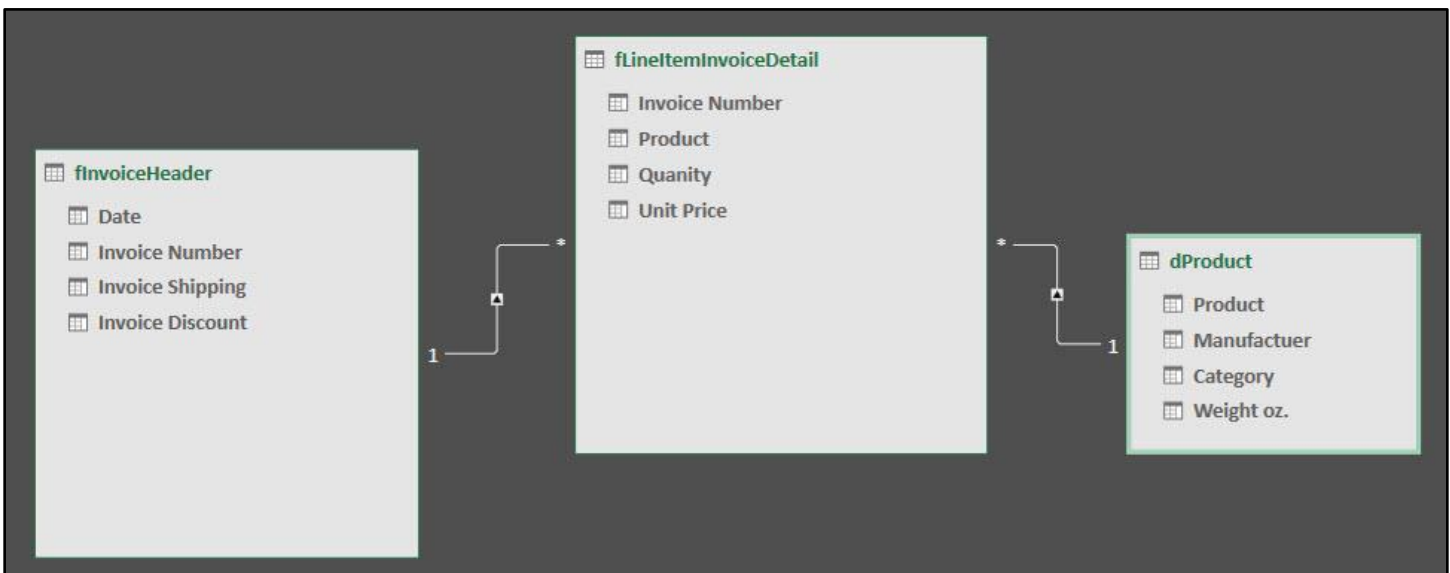 fInvoiceHeader
Date
Invoice Number
Invoice Shipping
Invoice Discount
1
*
fLineItemInvoiceDetail
Invoice Number
Product
Quanity
Unit Price
*
1
dProduct
Product
Manufactuer
Category
Weight oz.